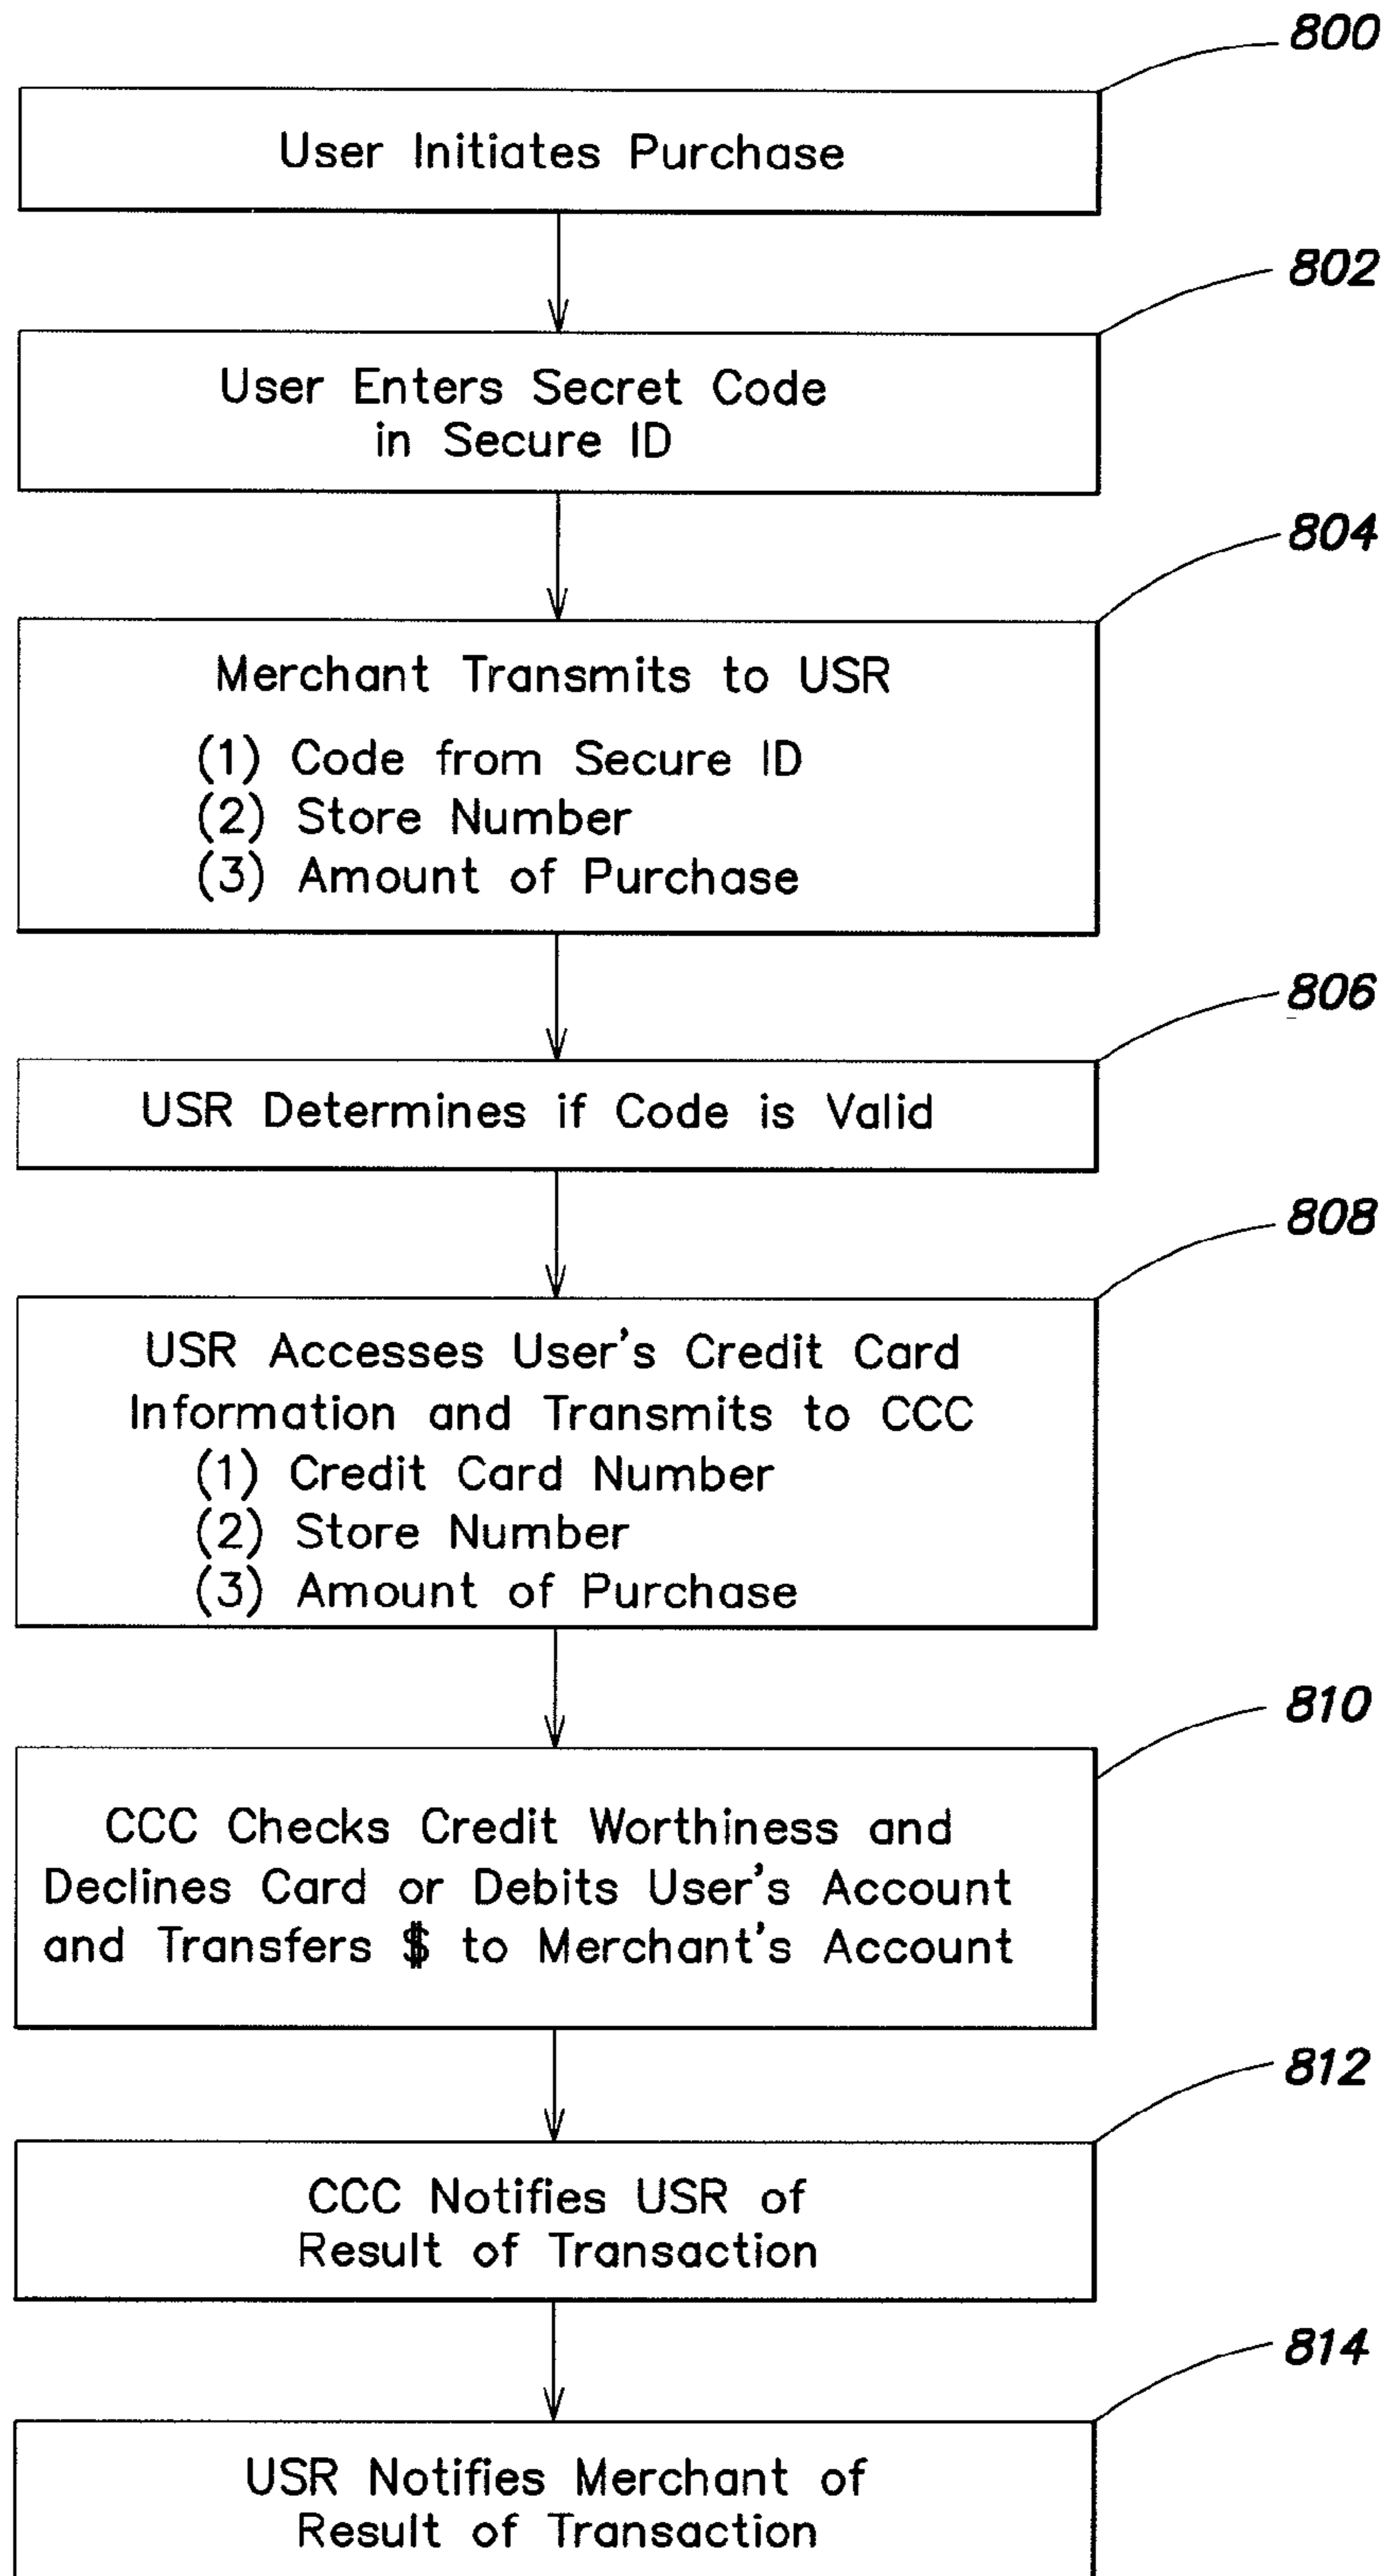 800
User Initiates Purchase
802
User Enters Secret Code
in Secure ID
804
Merchant Transmits to USR
(1) Code from Secure ID
(2) Store Number
(3) Amount of Purchase
806
USR Determines if Code is Valid
808
USR Accesses User's Credit Card
Information and Transmits to CCC
(1) Credit Card Number
(2) Store Number
(3) Amount of Purchase
810
CCC Checks Credit Worthiness and
Declines Card or Debits User's Account
and Transfers $ to Merchant's Account
812
CCC Notifies USR of
Result of Transaction
814
USR Notifies Merchant of
Result of Transaction